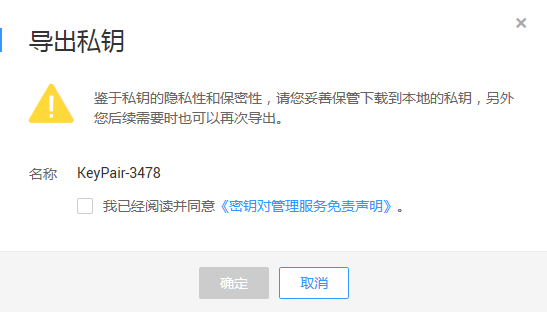 导出私钥
鉴于私钥的隐私性和保密性，请您妥善保管下载到本地的私钥，另外
您后续需要时也可以再次导出。
名称 KeyPair-3478
我已经阅读并同意《密钥对管理服务免责声明》。
确定 取消